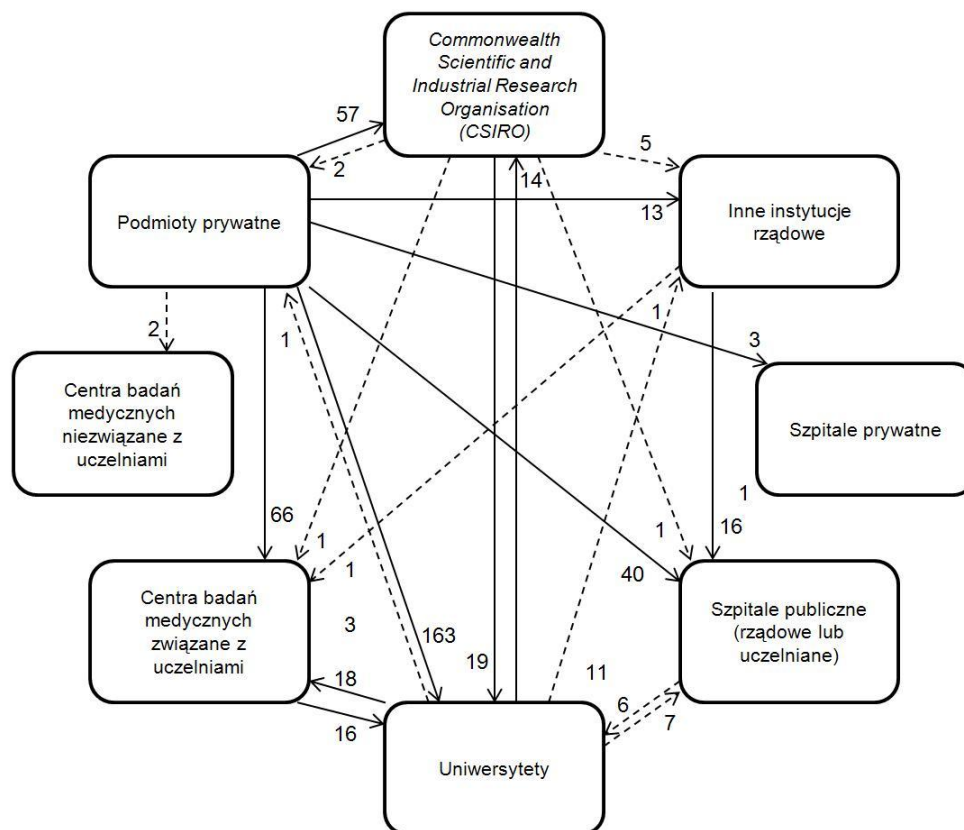 Commonwealth
Scientific and
Industrial Research
Organisation
(CSIRO)
57
2
5
14
13
Podmioty prywatne
Inne instytucje
rządowe
2
1
1
3
Centra badań
medycznych
niezwiązane z
uczelniami
Szpitale prywatne
66
1
1
1
16
1
40
Centra badań
medycznych
związane z
uczelniami
Szpitale publiczne
(rządowe lub
uczelniane)
3
163
19
11
18
16
6
7
Uniwersytety